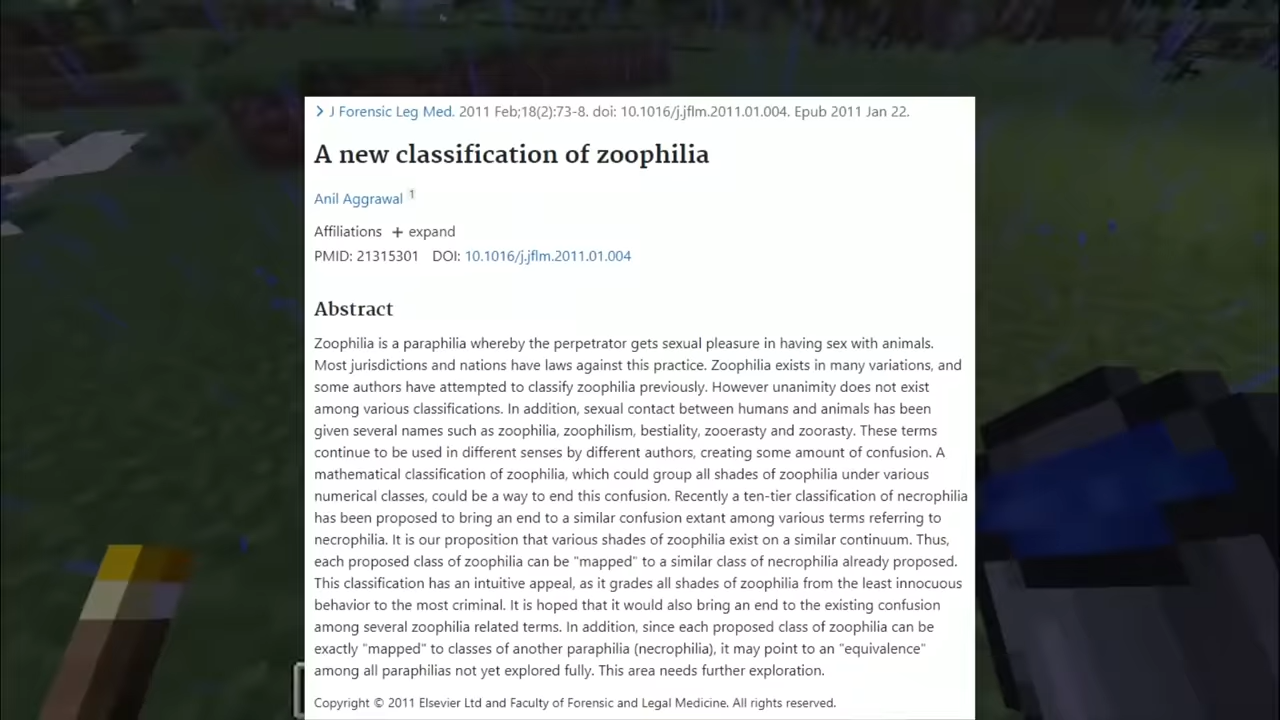 J Forensic Leg Med. 2011 Feb;18(2):73-8. doi: 10.1016/j.jflm.2011.01.004. Epub 2011 Jan 22.
A new classification of zoophilia
Anil Aggrawal 1
Affiliations + expand
PMID: 21315301 DOI: 10.1016/j.jflm.2011.01.004
Abstract
Zoophilia is a paraphilia whereby the perpetrator gets sexual pleasure in having sex with animals.
Most jurisdictions and nations have laws against this practice. Zoophilia exists in many variations, and
some authors have attempted to classify zoophilia previously. However unanimity does not exist
among various classifications. In addition, sexual contact between humans and animals has been
given several names such as zoophilia, zoophilism, bestiality, zooerasty and zoorasty. These terms
continue to be used in different senses by different authors, creating some amount of confusion. A
mathematical classification of zoophilia, which could group all shades of zoophilia under various
numerical classes, could be a way to end this confusion. Recently a ten-tier classification of necrophilia
has been proposed to bring an end to a similar confusion extant among various terms referring to
necrophilia. It is our proposition that various shades of zoophilia exist on a similar continuum. Thus,
each proposed class of zoophilia can be "mapped" to a similar class of necrophilia already proposed.
This classification has an intuitive appeal, as it grades all shades of zoophilia from the least innocuous
behavior to the most criminal. It is hoped that it would also bring an end to the existing confusion
among several zoophilia related terms. In addition, since each proposed class of zoophilia can be
exactly "mapped" to classes of another paraphilia (necrophilia), it may point to an "equivalence"
among all paraphilias not yet explored fully. This area needs further exploration.
Copyright © 2011 Elsevier Ltd and Faculty of Forensic and Legal Medicine. All rights reserved.